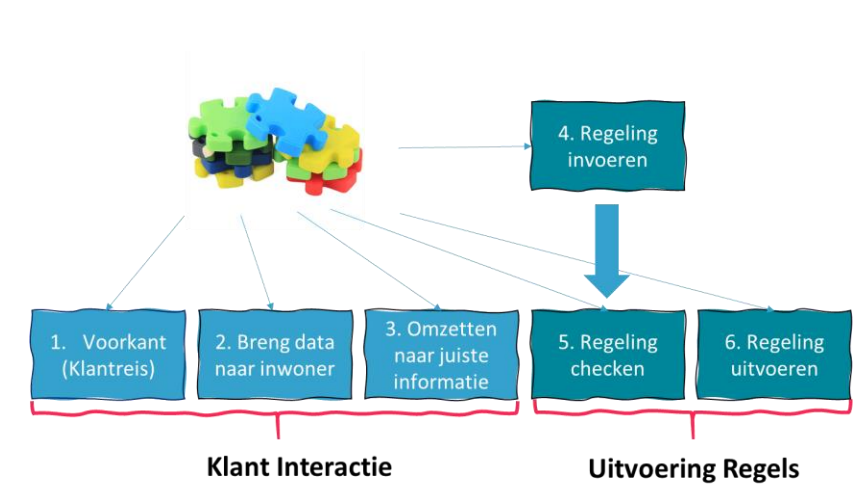 4. Regeling
invoeren
1. Voorkant
(Klantreis)
2. Breng data
naar inwoner
3. Omzetten
naar juiste
informatie
5. Regeling
checken
6. Regeling
uitvoeren
Klant Interactie
Uitvoering Regels